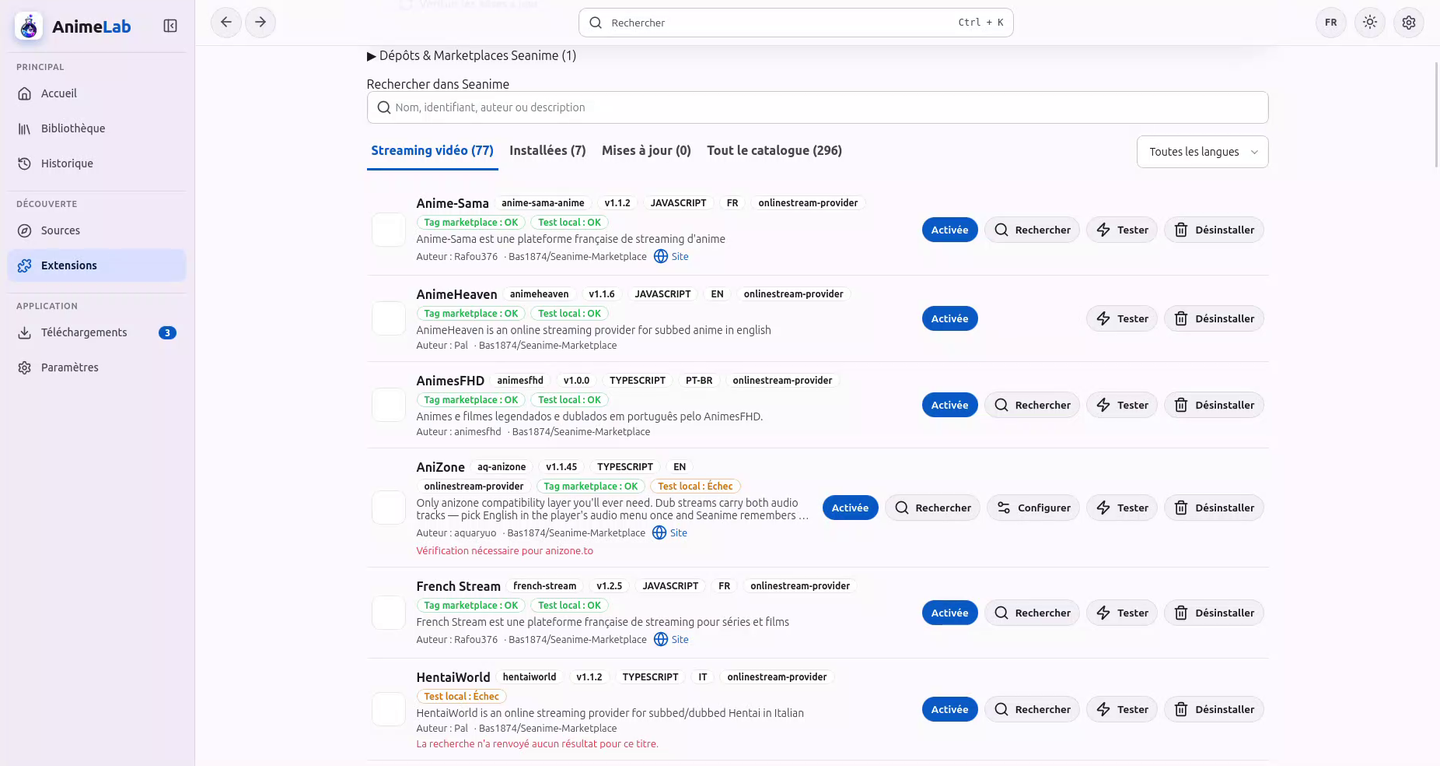 AnimeLab
Rechercher
Ctrl + K
FR
PRINCIPAL
Accueil
Bibliothèque
Historique
DÉCOUVERTE
Sources
Extensions
APPLICATION
Téléchargements
3
Paramètres
▶ Dépôts & Marketplaces Seanime (1)
Rechercher dans Seanime
Nom, identifiant, auteur ou description
Streaming vidéo (77) Installées (7) Mises à jour (0) Tout le catalogue (296)
Toutes les langues
Anime-Sama anime-sama-anime v1.1.2 JAVASCRIPT FR onlinestream-provider
Tag marketplace : OK Test local : OK
Anime-Sama est une plateforme française de streaming d'anime
Auteur : Rafou376 · Bas1874/Seanime-Marketplace Site
Activée Rechercher Tester Désinstaller
AnimeHeaven animeheaven v1.1.6 JAVASCRIPT EN onlinestream-provider
Tag marketplace : OK Test local : OK
AnimeHeaven is an online streaming provider for subbed anime in english
Auteur : Pal · Bas1874/Seanime-Marketplace
Activée Tester Désinstaller
AnimesFHD animesfhd v1.0.0 TYPESCRIPT PT-BR onlinestream-provider
Tag marketplace : OK Test local : OK
Animes e filmes legendados e dublados em português pelo AnimesFHD.
Auteur : animesfhd · Bas1874/Seanime-Marketplace
Activée Rechercher Tester Désinstaller
AniZone aq-anizone v1.1.45 TYPESCRIPT EN
onlinestream-provider Tag marketplace : OK Test local : Échec
Only anizone compatibility layer you'll ever need. Dub streams carry both audio
tracks — pick English in the player's audio menu once and Seanime remembers ...
Auteur : aquaryuo · Bas1874/Seanime-Marketplace Site
Vérification nécessaire pour anizone.to
Activée Rechercher Configurer Tester Désinstaller
French Stream french-stream v1.2.5 JAVASCRIPT FR onlinestream-provider
Tag marketplace : OK Test local : OK
French Stream est une plateforme française de streaming pour séries et films
Auteur : Rafou376 · Bas1874/Seanime-Marketplace Site
Activée Rechercher Tester Désinstaller
HentaiWorld hentaiworld v1.1.2 TYPESCRIPT IT onlinestream-provider
Test local : Échec
HentaiWorld is an online streaming provider for subbed/dubbed Hentai in Italian
Auteur : Pal · Bas1874/Seanime-Marketplace
La recherche n'a renvoyé aucun résultat pour ce titre.
Activée Rechercher Tester Désinstaller